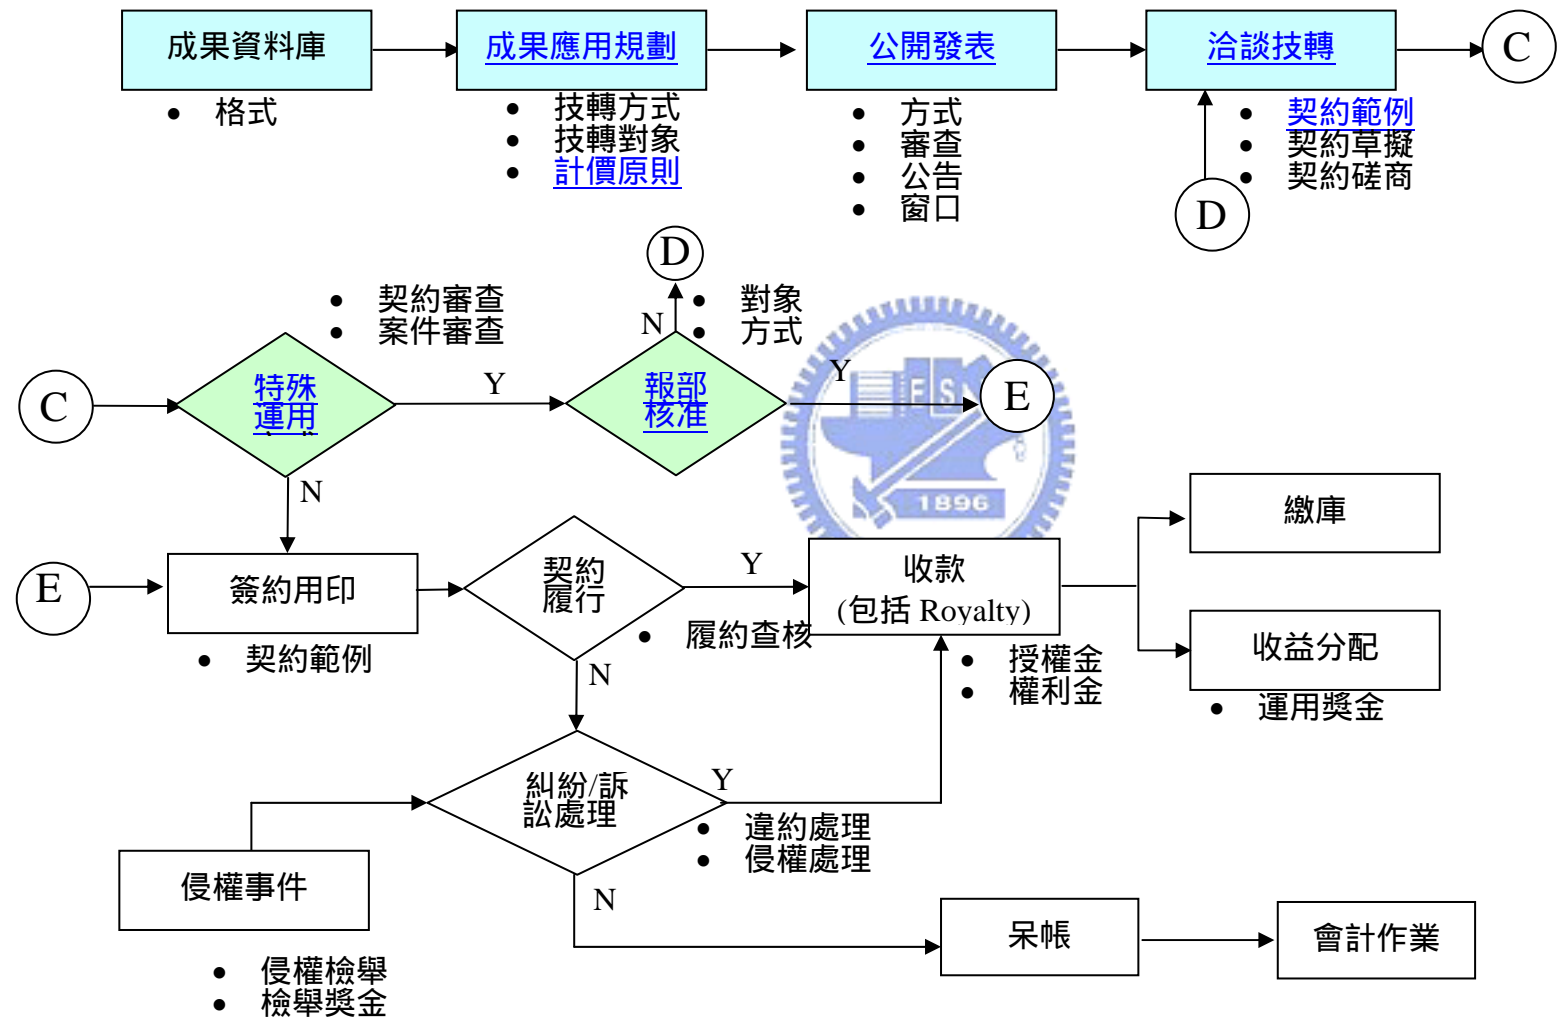 成果資料庫
成果應用規劃
公開發表
洽談技轉
C
• 格式
• 技轉方式
• 技轉對象
• 計價原則
• 方式
• 審查
• 公告
• 窗口
• 契約範例
• 契約草擬
• 契約磋商
D
D
• 契約審查
• 案件審查
N
• 對象
• 方式
C
特殊
運用
Y
報部
核准
Y
E
ES
1896
N
E
簽約用印
• 契約範例
契約
履行
Y
• 履約查核
N
收款
(包括 Royalty)
• 授權金
• 權利金
繳庫
收益分配
• 運用獎金
糾紛/訴
訟處理
Y
• 違約處理
• 侵權處理
N
侵權事件
• 侵權檢舉
• 檢舉獎金
呆帳
會計作業